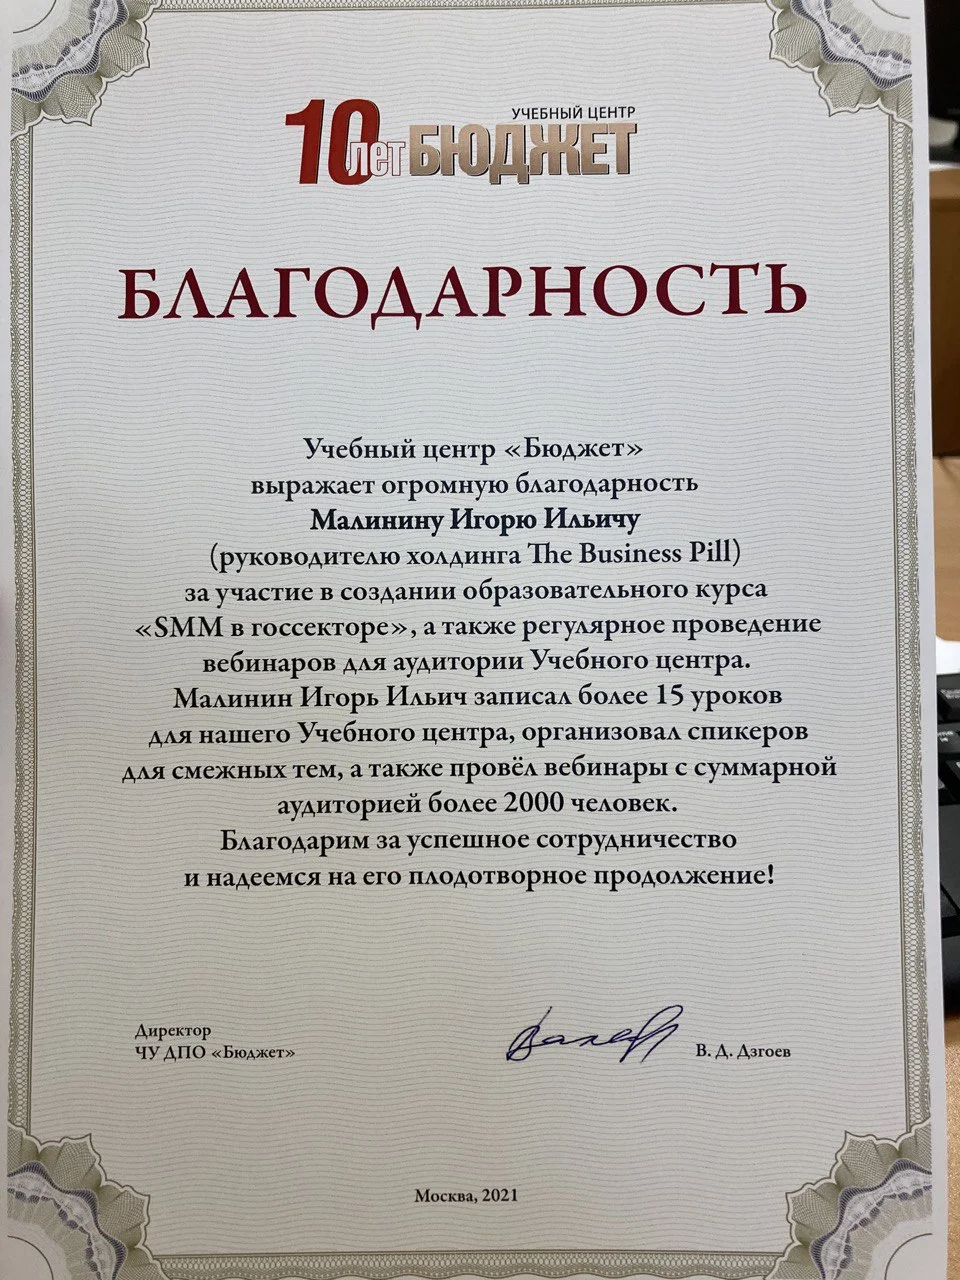 УЧЕБНЫЙ ЦЕНТР
10 лет БЮДЖЕТ
БЛАГОДАРНОСТЬ
Учебный центр «Бюджет»
выражает огромную благодарность
Малинину Игорю Ильичу
(руководителю холдинга The Business Pill)
за участие в создании образовательного курса
«SMM в госсекторе», а также регулярное проведение
вебинаров для аудитории Учебного центра.
Малинин Игорь Ильич записал более 15 уроков
для нашего Учебного центра, организовал спикеров
для смежных тем, а также провёл вебинары с суммарной
аудиторией более 2000 человек.
Благодарим за успешное сотрудничество
и надеемся на его плодотворное продолжение!
Директор
ЧУ ДПО «Бюджет»
В. Д. Дзгоев
Москва, 2021